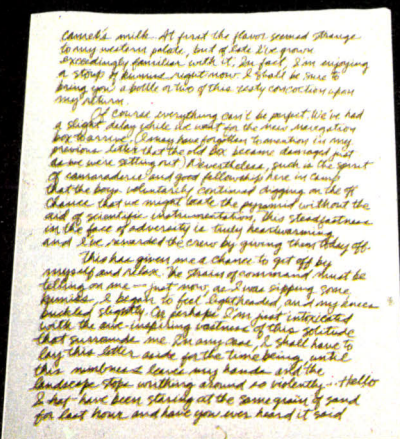 camel's milk. At first the flavor seemed strange
to my western palate, but of late I've grown
exceedingly familiar with it. In fact, I'm enjoying
a stoup of kumiss right now. I shall be sure to
bring you a bottle or two of this zesty concoction upon
my return.
Of course everything can't be perfect. We've had
a slight delay while we wait for the new navigation
box to arrive. I may have forgotten to mention in my
previous letter that the old box became damaged just
as we were setting out. Nevertheless, such is the spirit
of camaraderie and good fellowship here in camp
that the boys voluntarily continued digging on the off
chance that we might locate the pyramid without the
aid of scientific instrumentation. This steadfastness
in the face of adversity is truly heartwarming
and I've rewarded the crew by giving them today off.
This has given me a chance to get off by
myself and relax. The strain of command must be
telling on me -- just now, as I was sipping some
kumiss, I began to feel lightheaded, and my knees
buckled slightly. Or perhaps I'm just intoxicated
with the awe-inspiring vastness of this solitude
that surrounds me. In any case, I shall have to
lay this letter aside for the time being, until
this numbness leaves my hands and the
landscape stops writhing around so violently. Hello
I hat- have been staring at the same grain of sand
for last hour and have you ever heard it said